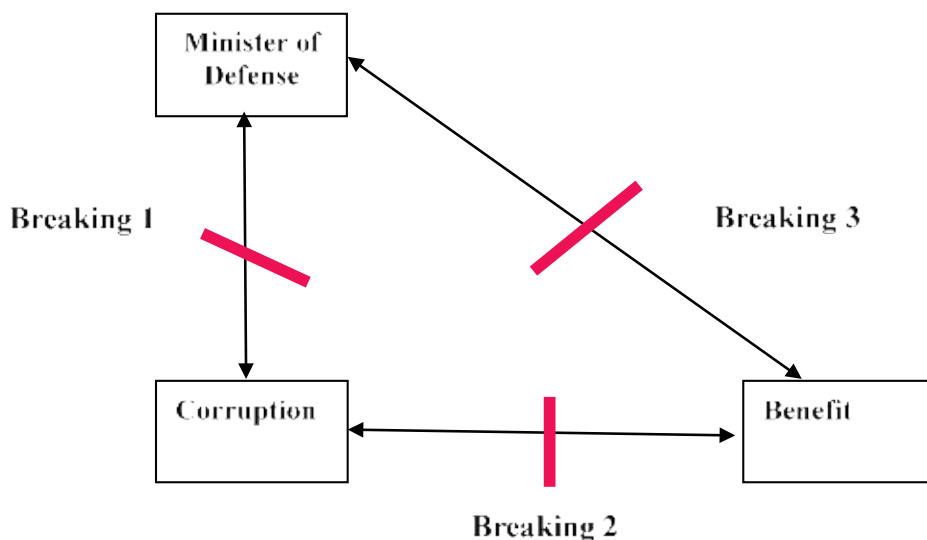 Minister of
Defense
Breaking 1
Breaking 3
Corruption
Benefit
Breaking 2